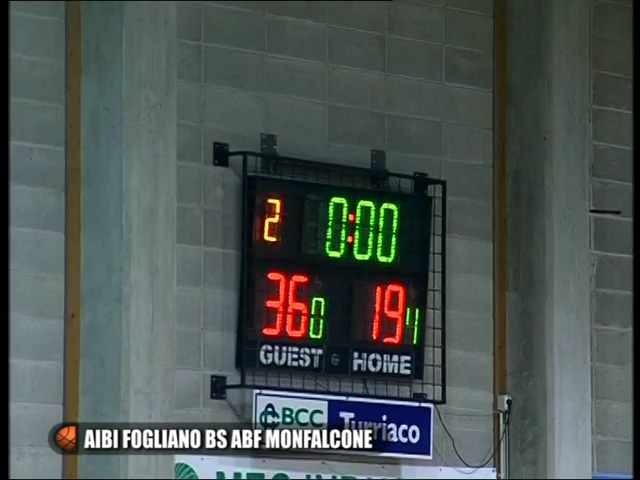 2 0:00
36 0 19 4
GUEST HOME
BCC Turriaco
AIBI FOGLIANO BS ABF MONFALCONE